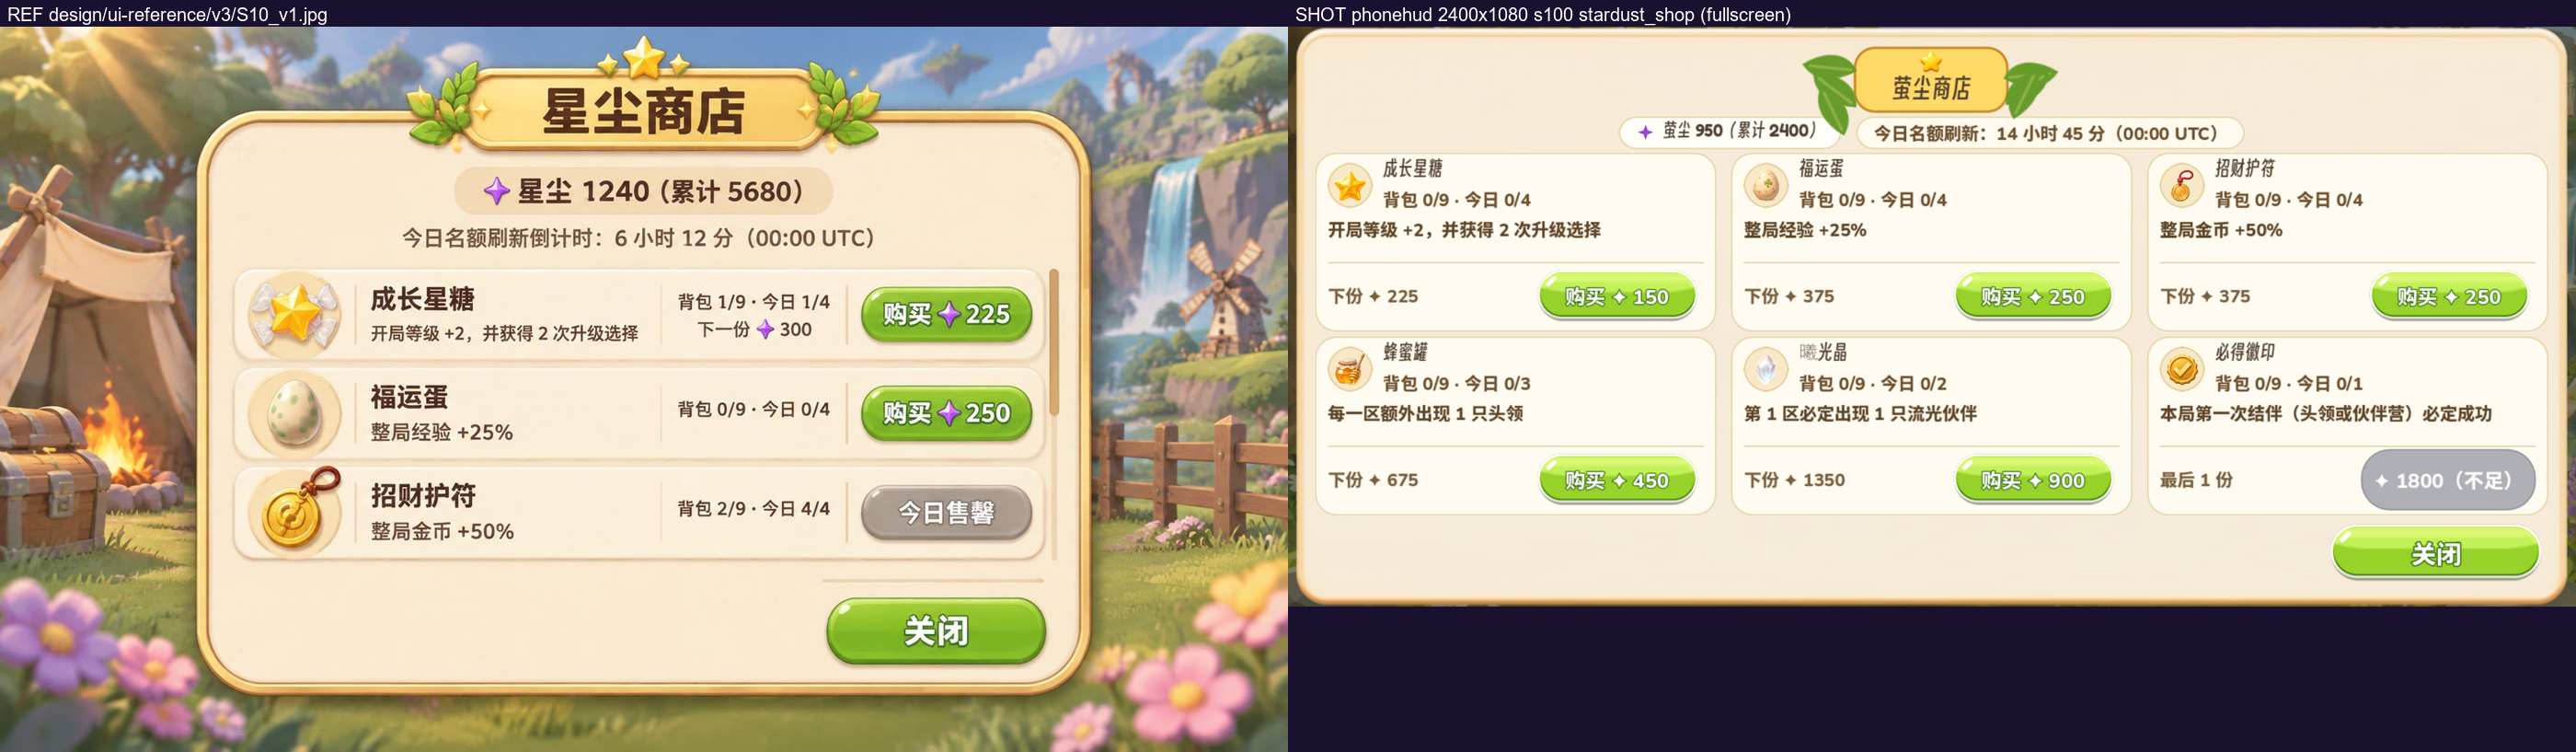 REF design/ui-reference/v3/S10_v1.jpg
星尘商店
星尘 1240（累计 5680）
今日名额刷新倒计时：6 小时 12 分（00:00 UTC）
成长星糖
开局等级 +2，并获得 2 次升级选择
背包 1/9 · 今日 1/4
下一份 300
购买 225
福运蛋
整局经验 +25%
背包 0/9 · 今日 0/4
购买 250
招财护符
整局金币 +50%
背包 2/9 · 今日 4/4
今日售罄
关闭
SHOT phonehud 2400x1080 s100 stardust_shop (fullscreen)
萤尘商店
萤尘 950（累计 2400）
今日名额刷新：14 小时 45 分（00:00 UTC）
成长星糖
背包 0/9 · 今日 0/4
开局等级 +2，并获得 2 次升级选择
下份 ✦ 225
购买 ✦ 150
福运蛋
背包 0/9 · 今日 0/4
整局经验 +25%
下份 ✦ 375
购买 ✦ 250
招财护符
背包 0/9 · 今日 0/4
整局金币 +50%
下份 ✦ 375
购买 ✦ 250
蜂蜜罐
背包 0/9 · 今日 0/3
每一区额外出现 1 只头领
下份 ✦ 675
购买 ✦ 450
曦光晶
背包 0/9 · 今日 0/2
第 1 区必定出现 1 只流光伙伴
下份 ✦ 1350
购买 ✦ 900
必得徽印
背包 0/9 · 今日 0/1
本局第一次结伴（头领或伙伴营）必定成功
最后 1 份
✦ 1800（不足）
关闭